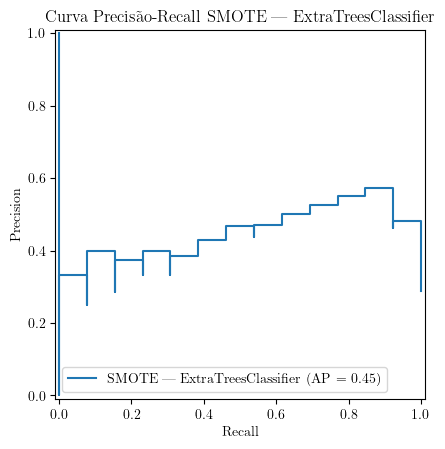 Curva Precisão-Recall SMOTE — ExtraTreesClassifier
1.0
0.8
0.6
0.4
0.2
0.0
Precision
SMOTE — ExtraTreesClassifier (AP = 0.45)
0.0 0.2 0.4 0.6 0.8 1.0
Recall